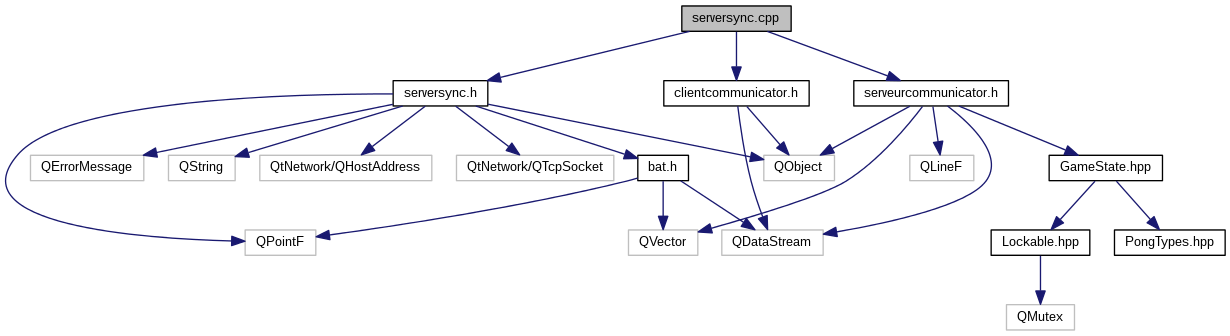 serversync.cpp
serversync.h
clientcommunicator.h
serveurcommunicator.h
QErrorMessage
QString
QtNetwork/QHostAddress
QtNetwork/QTcpSocket
bat.h
QObject
QLineF
GameState.hpp
QPointF
QVector
QDataStream
Lockable.hpp
PongTypes.hpp
QMutex